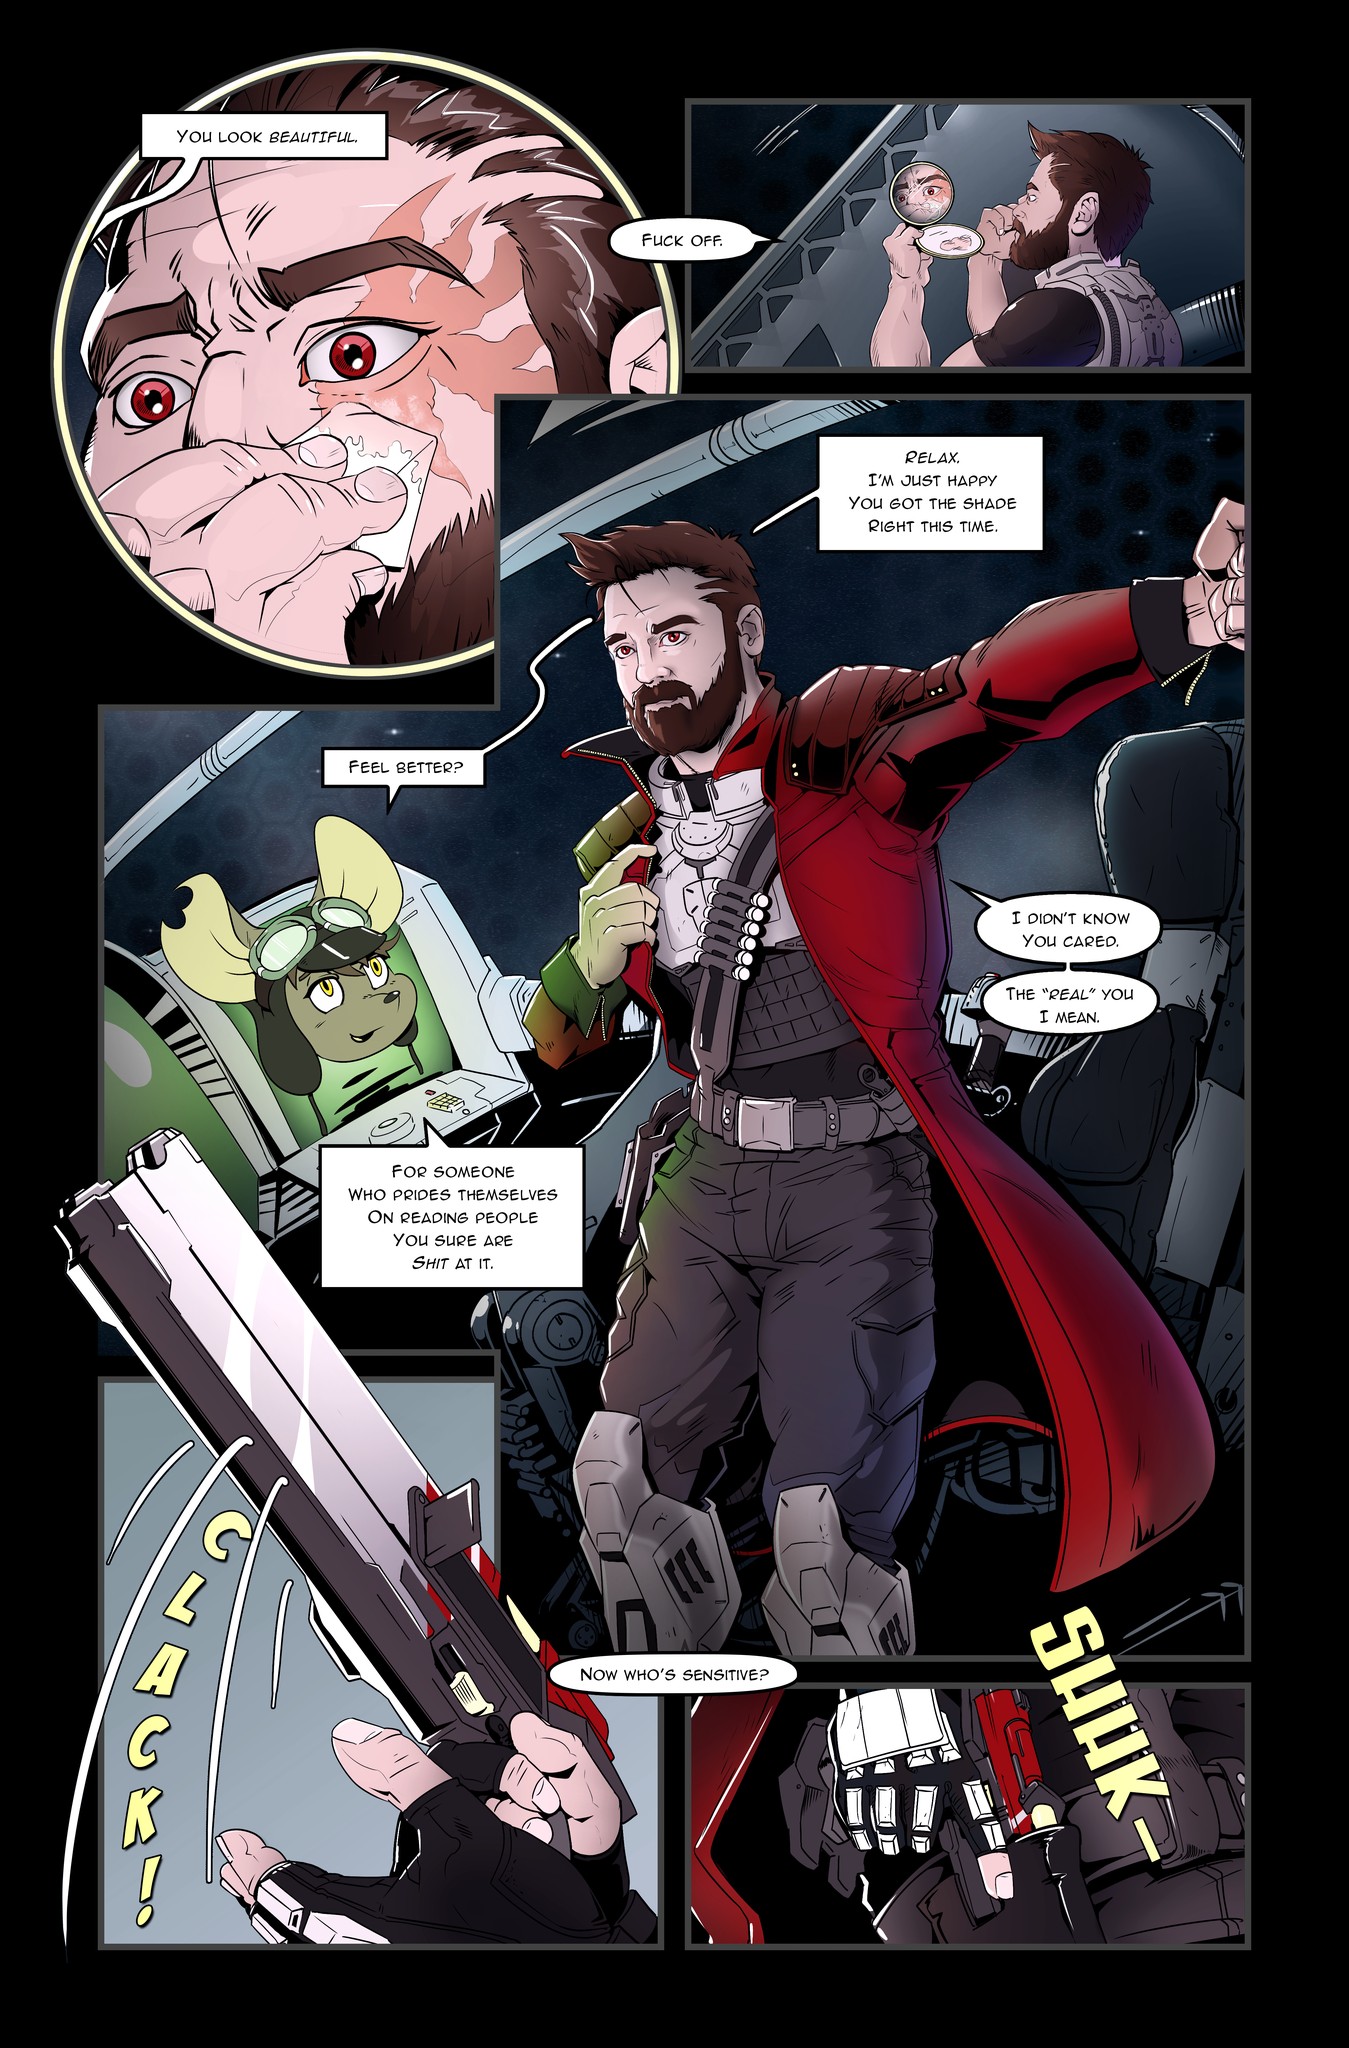 You look beautiful.
Fuck off.
Relax.
I'm just happy
You got the shade
Right this time.
Feel better?
I didn't know
You cared.
The "real" you
I mean.
For someone
Who prides themselves
On reading people
You sure are
Shit at it.
Clack!
Now who's sensitive?
SHUK-